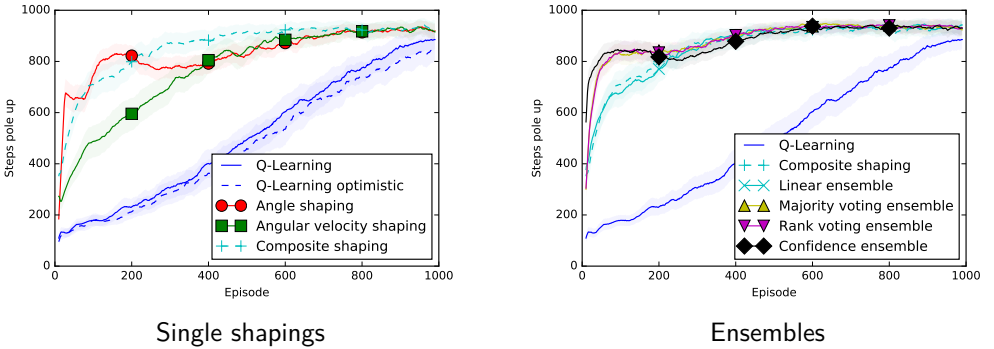 1000
800
600
400
200
0
Steps pole up
0 200 400 600 800 1000
Episode
Q-Learning
Q-Learning optimistic
Angle shaping
Angular velocity shaping
Composite shaping
Single shapings
1000
800
600
400
200
0
Steps pole up
0 200 400 600 800 1000
Episode
Q-Learning
Composite shaping
Linear ensemble
Majority voting ensemble
Rank voting ensemble
Confidence ensemble
Ensembles